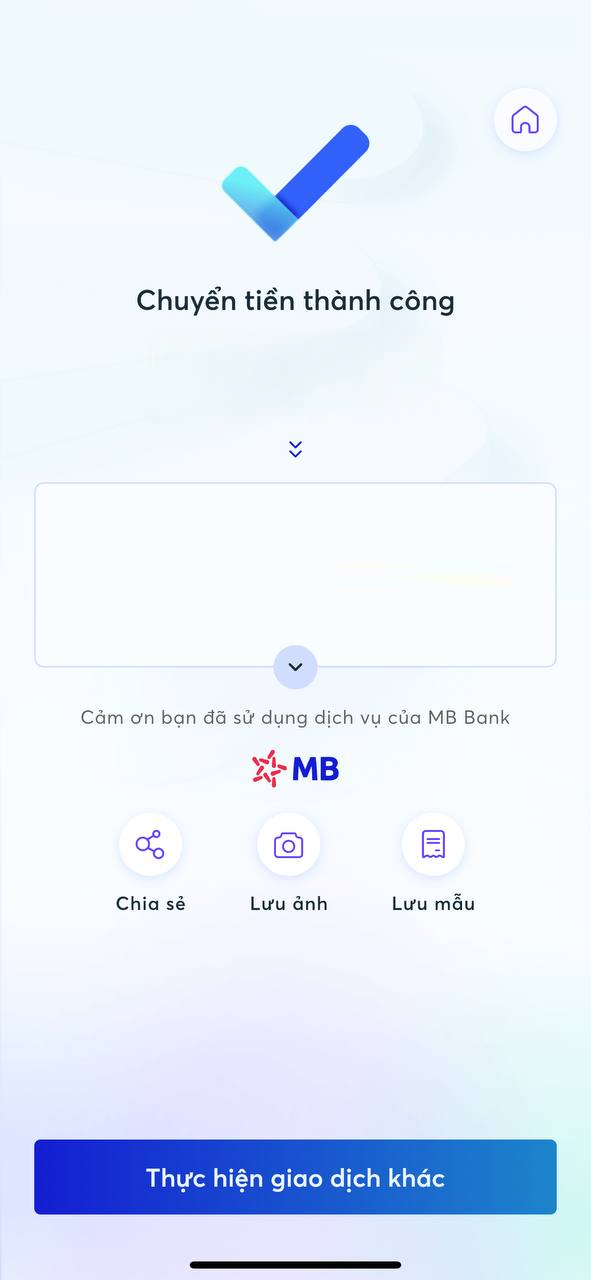 Chuyển tiền thành công
Cảm ơn bạn đã sử dụng dịch vụ của MB Bank
MB
Chia sẻ
Lưu ảnh
Lưu mẫu
Thực hiện giao dịch khác